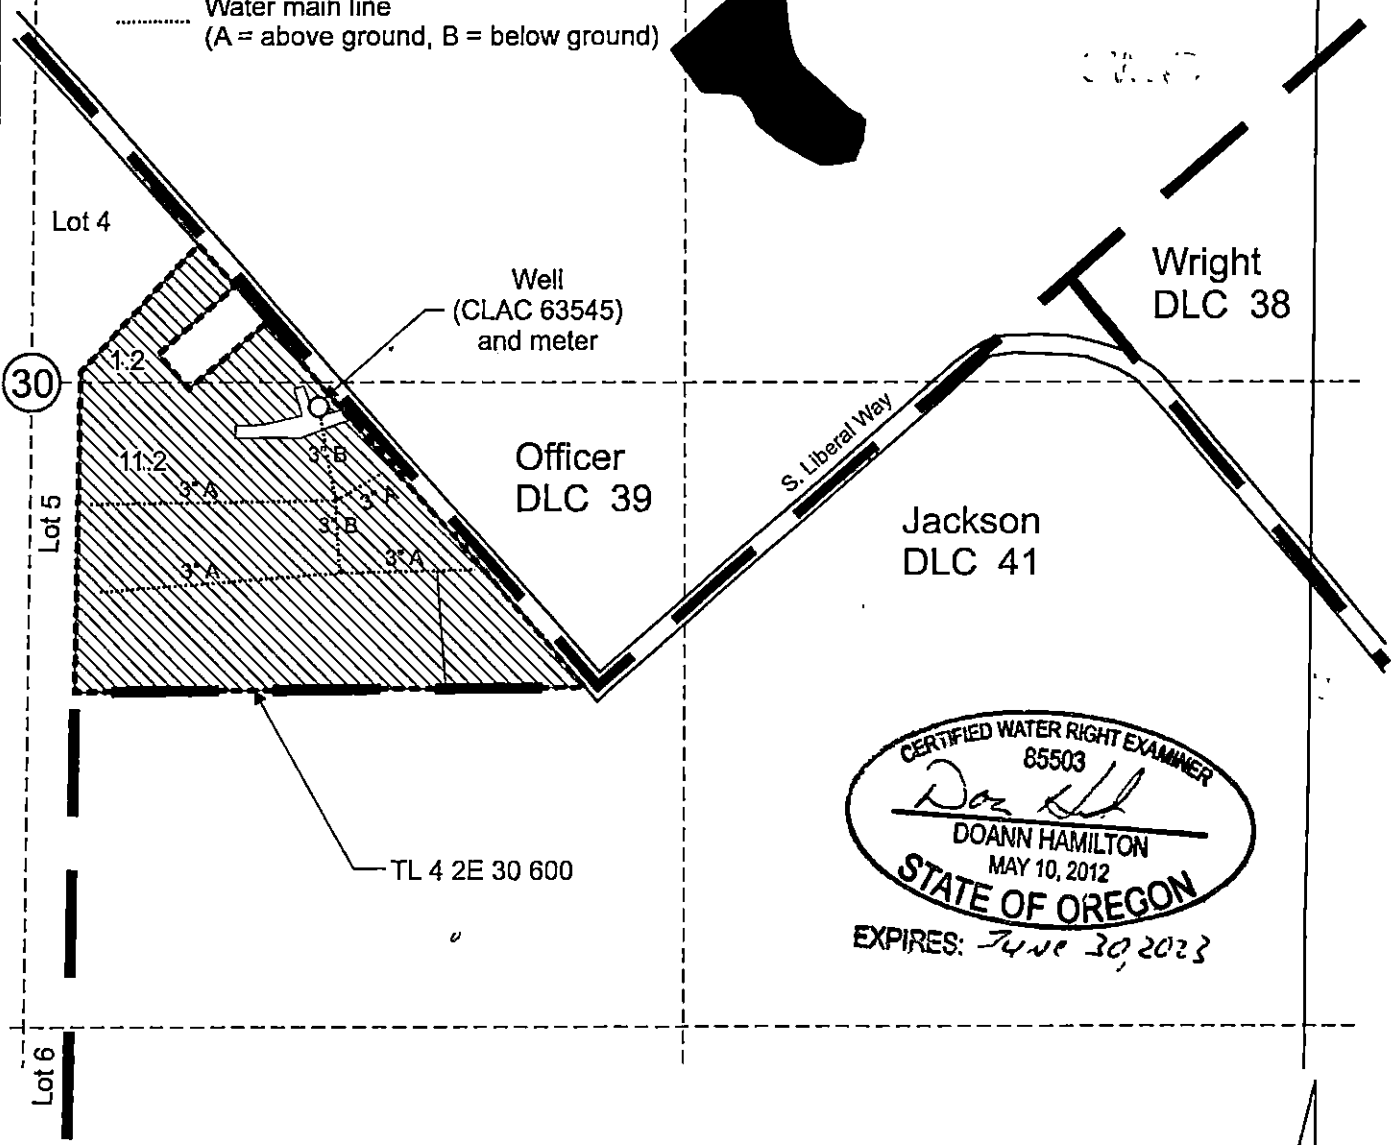 Water main line
(A = above ground, B = below ground)
Lot 4
Well
(CLAC 63545)
and meter
Wright
DLC 38
1.2
30
11.2
3" B
3" A
3" A
3" B
3" A
3" A
Lot 5
Officer
DLC 39
S. Liberal Way
Jackson
DLC 41
TL 4 2E 30 600
CERTIFIED WATER RIGHT EXAMINER
85503
DOANN HAMILTON
MAY 10, 2012
STATE OF OREGON
EXPIRES: June 30, 2023
Lot 6